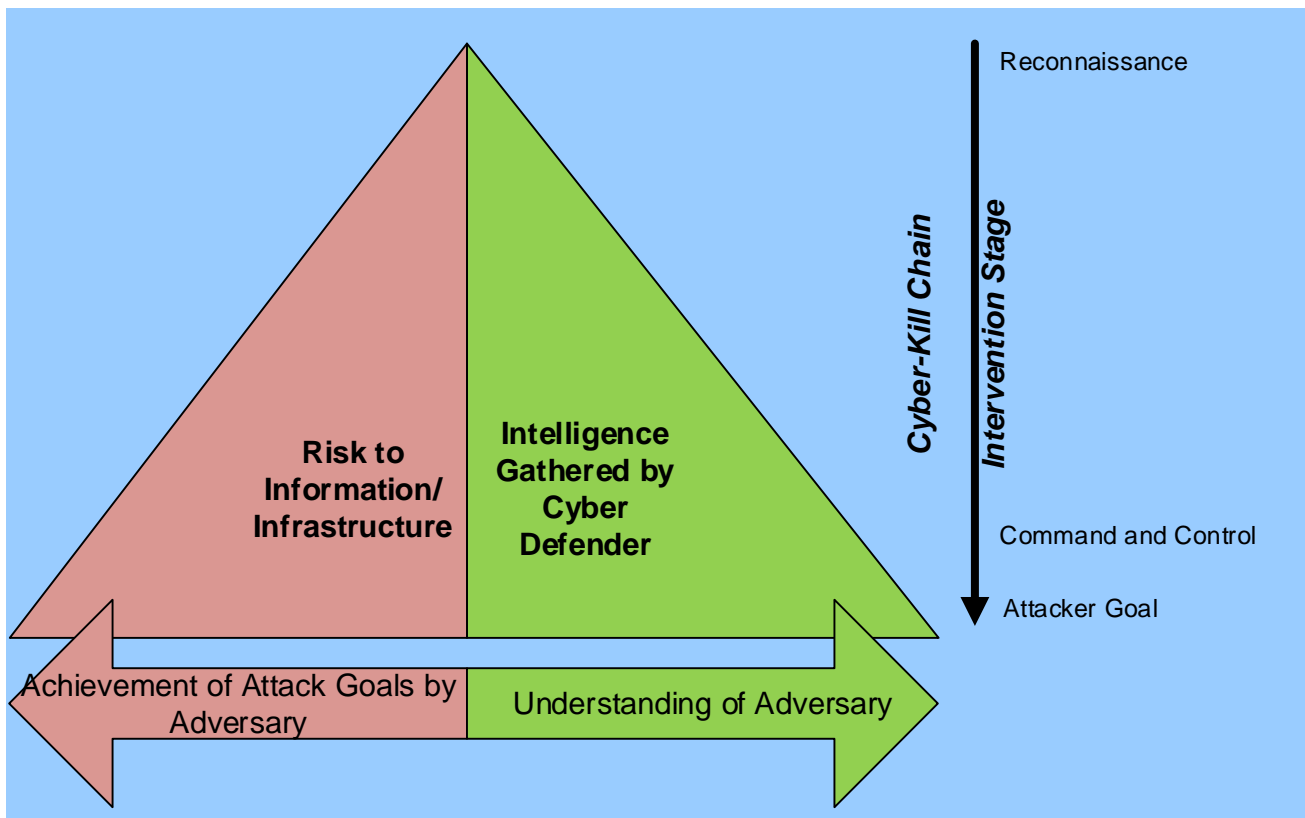 Reconnaissance
Cyber-Kill Chain
Intervention Stage
Risk to
Information/
Infrastructure
Intelligence
Gathered by
Cyber
Defender
Command and Control
Attacker Goal
Achievement of Attack Goals by
Adversary
Understanding of Adversary